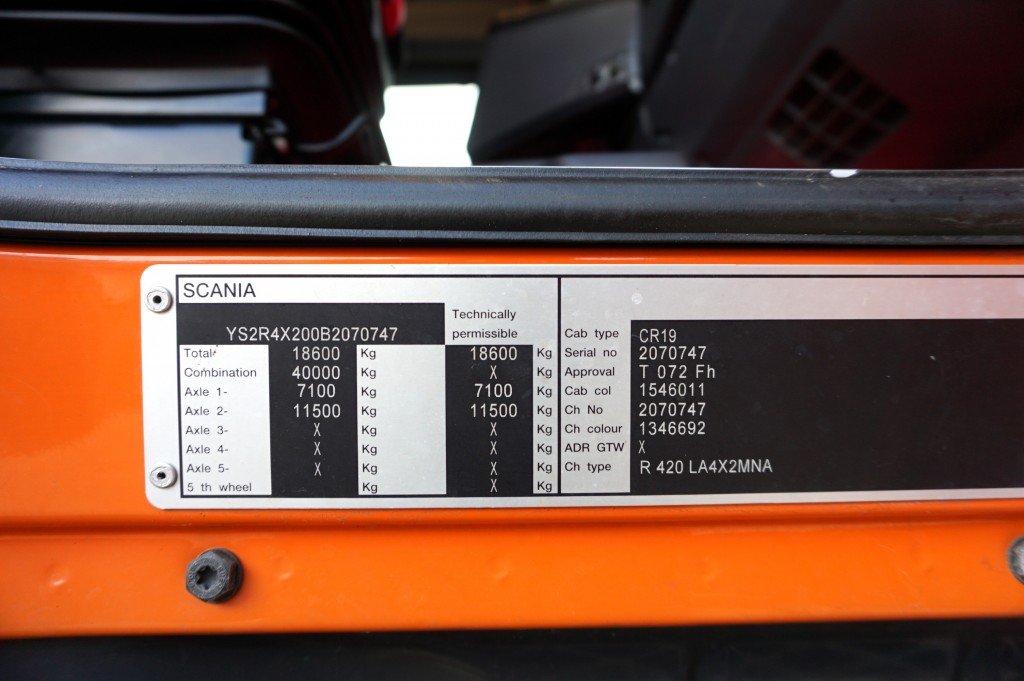 SCANIA
Technically
YS2R4X200B2070747 permissible
Total 18600 Kg 18600 Kg
Combination 40000 Kg X Kg
Axle 1- 7100 Kg 7100 Kg
Axle 2- 11500 Kg 11500 Kg
Axle 3- X Kg X Kg
Axle 4- X Kg X Kg
Axle 5- X Kg X Kg
5 th wheel Kg X Kg
Cab type CR19
Serial no 2070747
Approval T 072 Fh
Cab col 1546011
Ch No 2070747
Ch colour 1346692
ADR GTW X
Ch type R 420 LA4X2MNA